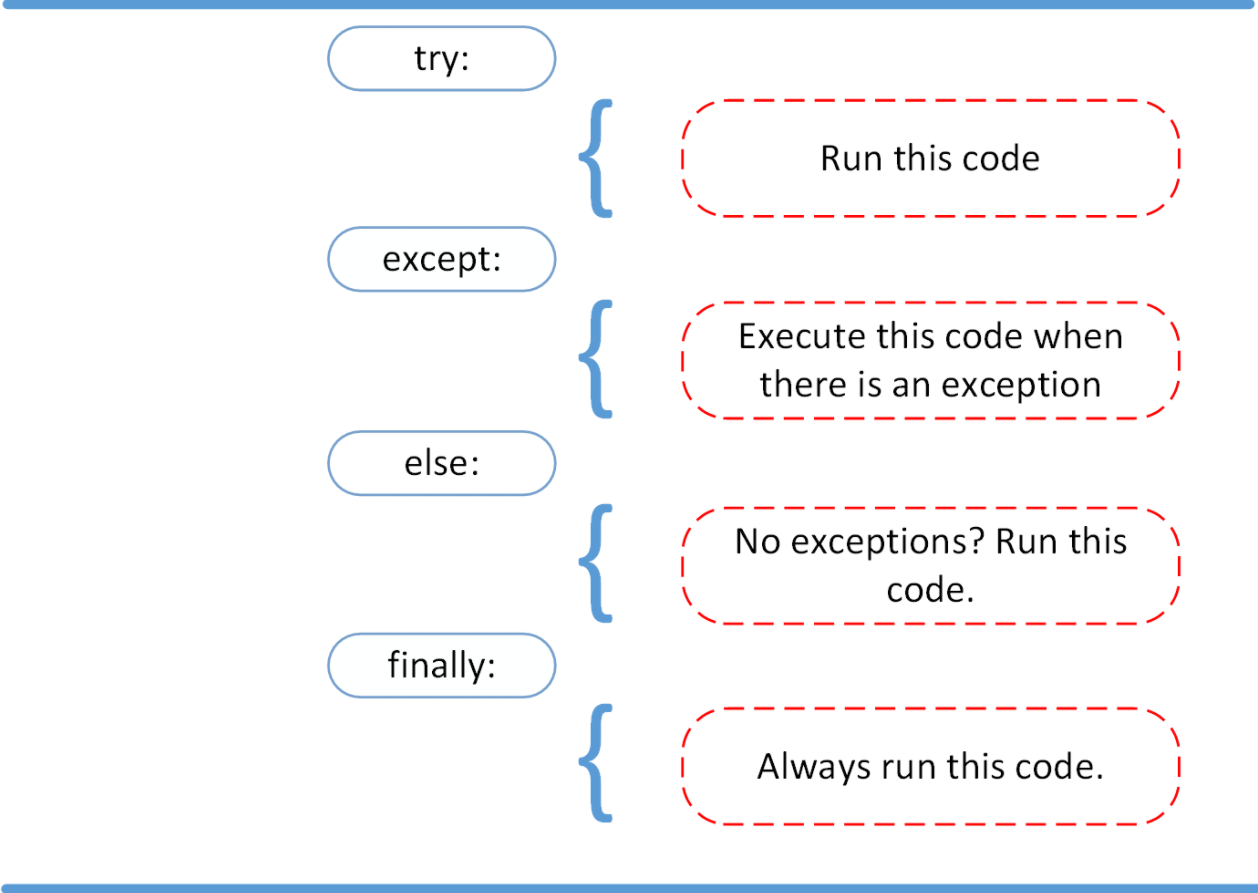 try:
Run this code
except:
Execute this code when
there is an exception
else:
No exceptions? Run this
code.
finally:
Always run this code.